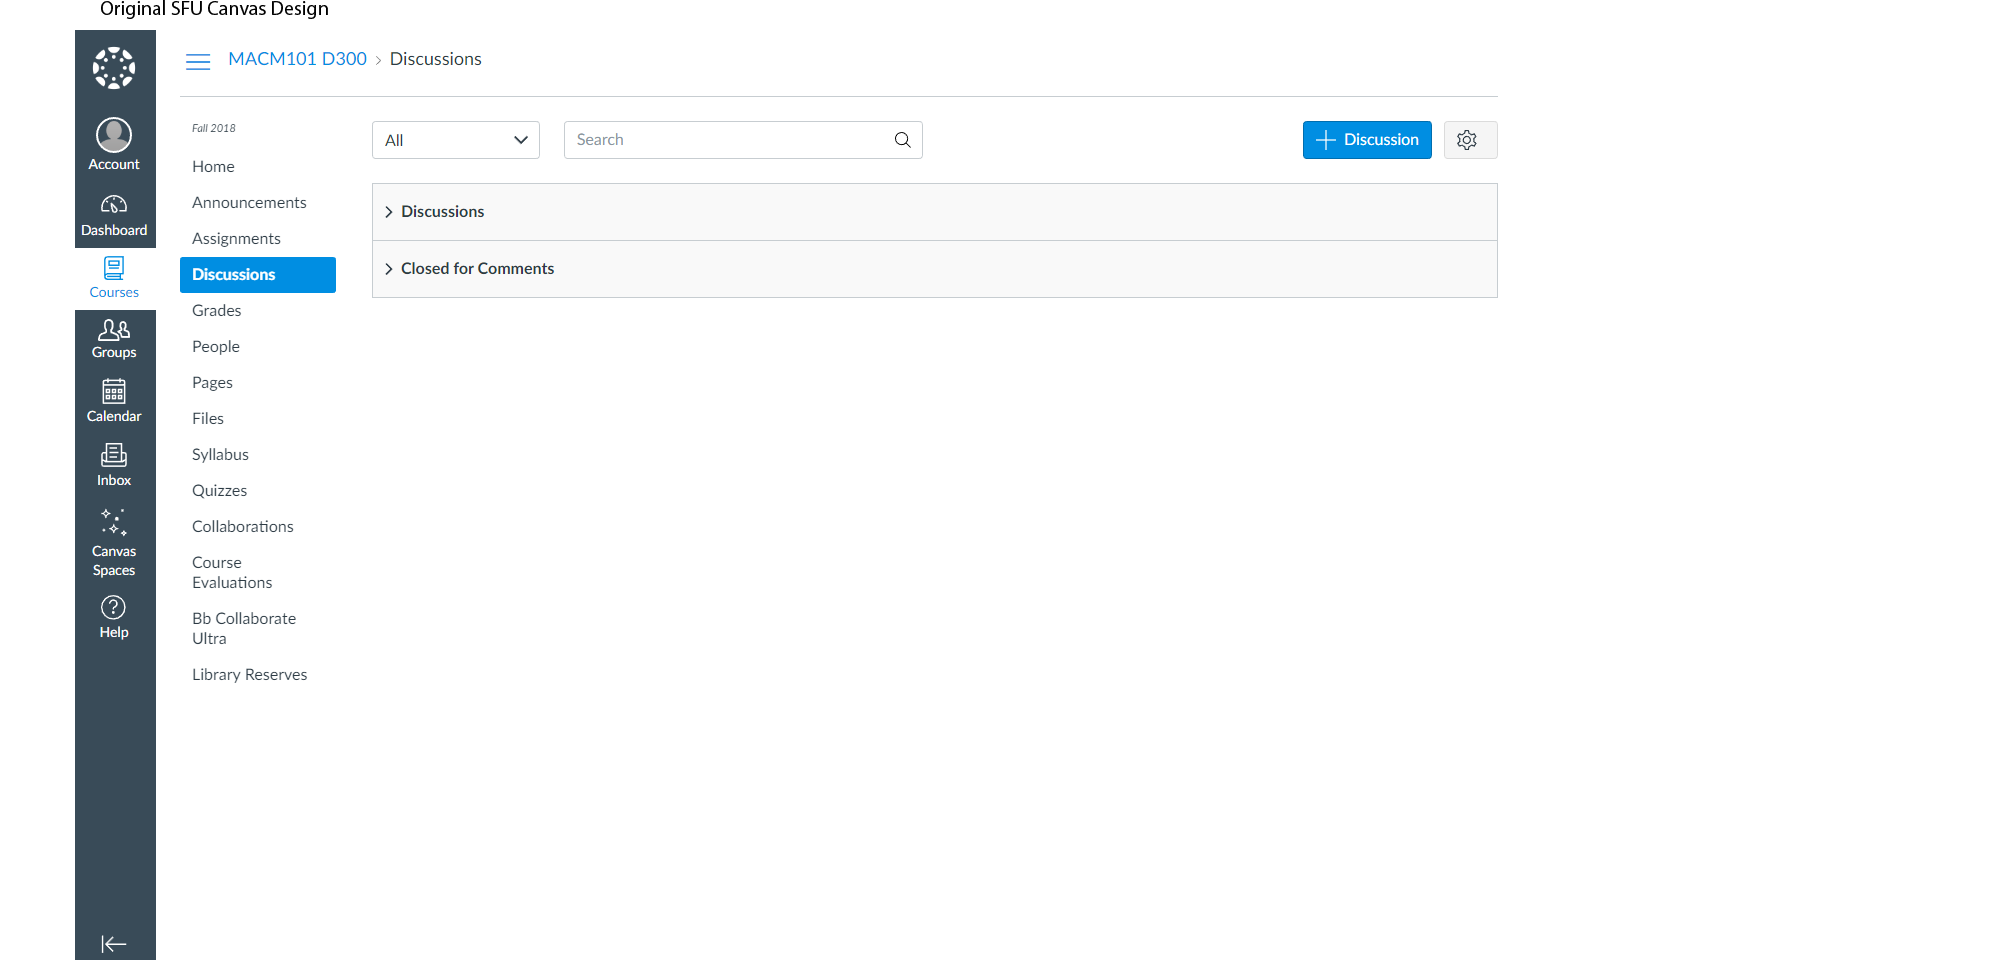 Original SFU Canvas Design
MACM101 D300 › Discussions
Account
Dashboard
Courses
Groups
Calendar
Inbox
Canvas
Spaces
Help
Fall 2018
Home
Announcements
Assignments
Discussions
Grades
People
Pages
Files
Syllabus
Quizzes
Collaborations
Course
Evaluations
Bb Collaborate
Ultra
Library Reserves
All
Search
Discussion
Discussions
Closed for Comments